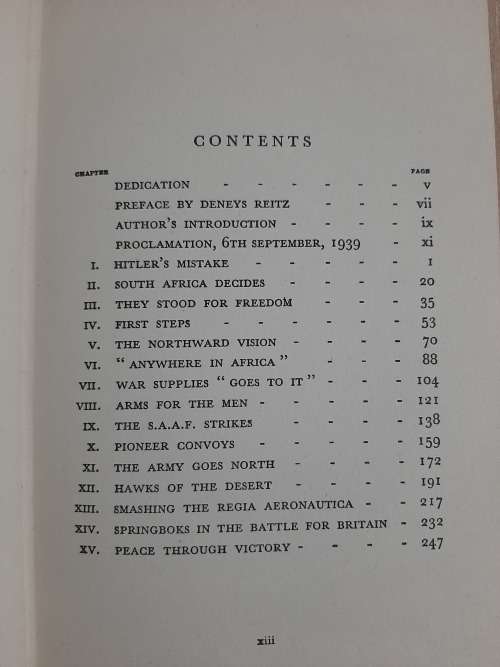 CONTENTS
CHAPTER PAGE
DEDICATION - - - - - - v
PREFACE BY DENEYS REITZ - - - vii
AUTHOR'S INTRODUCTION - - - - ix
PROCLAMATION, 6TH SEPTEMBER, 1939 - xi
I. HITLER'S MISTAKE - - - - - 1
II. SOUTH AFRICA DECIDES - - - - 20
III. THEY STOOD FOR FREEDOM - - - 35
IV. FIRST STEPS - - - - - - 53
V. THE NORTHWARD VISION - - - - 70
VI. "ANYWHERE IN AFRICA" - - - 88
VII. WAR SUPPLIES "GOES TO IT" - - - 104
VIII. ARMS FOR THE MEN - - - - - 121
IX. THE S.A.A.F. STRIKES - - - - 138
X. PIONEER CONVOYS - - - - - 159
XI. THE ARMY GOES NORTH - - - - 172
XII. HAWKS OF THE DESERT - - - - 191
XIII. SMASHING THE REGIA AERONAUTICA - - 217
XIV. SPRINGBOKS IN THE BATTLE FOR BRITAIN - 232
XV. PEACE THROUGH VICTORY - - - - 247
xiii